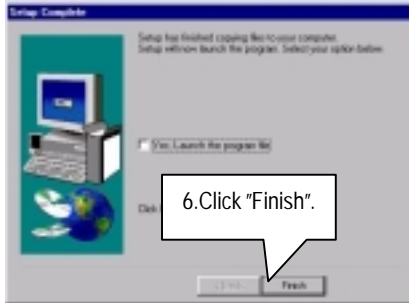 Setup Complete
Setup has finished copying files to your computer.
Setup will now launch the program. Select your option below.
Yes, Launch the program file
6.Click "Finish".
Click
Finish